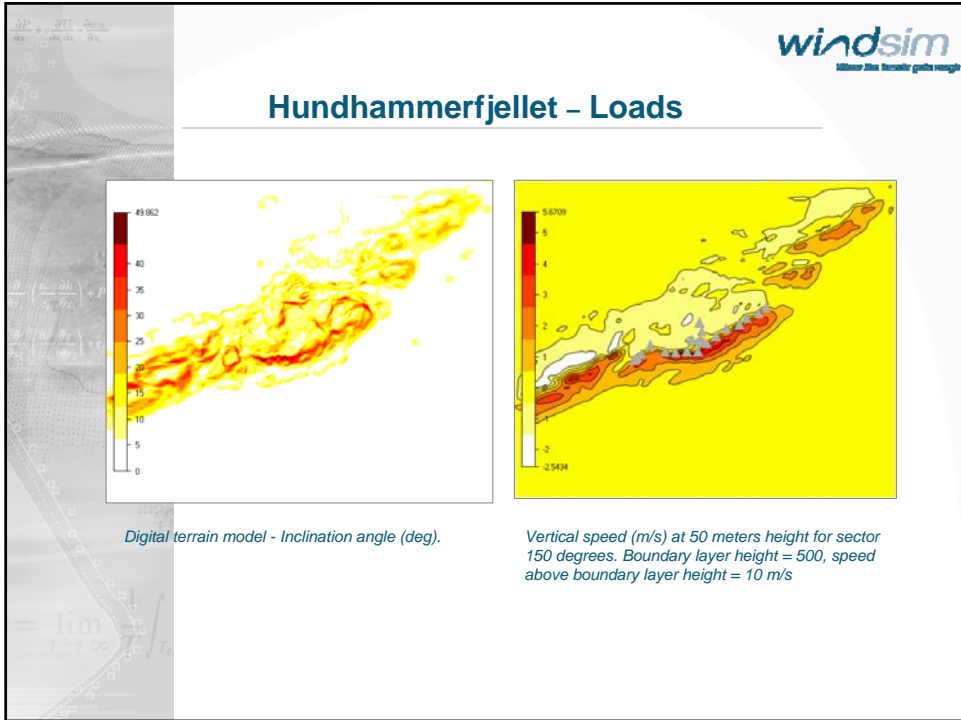 windsim
Hundhammerfjellet – Loads
49.862
40
35
30
25
20
15
10
5
0
5.6709
5
4
3
2
1
-2
-2.5434
Digital terrain model - Inclination angle (deg).
Vertical speed (m/s) at 50 meters height for sector
150 degrees. Boundary layer height = 500, speed
above boundary layer height = 10 m/s
= lim
T → ∞